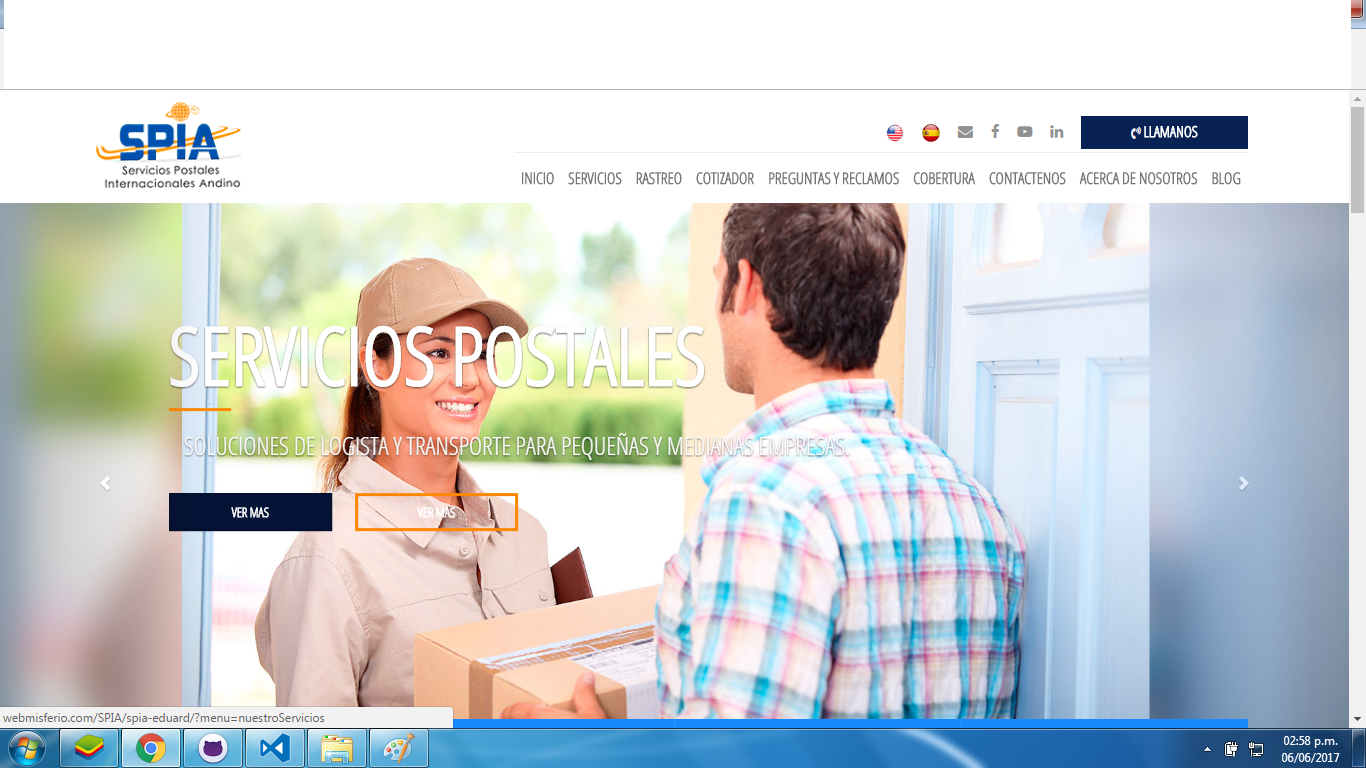 SPIA
Servicios Postales
Internacionales Andino
LLAMANOS
INICIO SERVICIOS RASTREO COTIZADOR PREGUNTAS Y RECLAMOS COBERTURA CONTACTENOS ACERCA DE NOSOTROS BLOG
SERVICIOS POSTALES
SOLUCIONES DE LOGISTA Y TRANSPORTE PARA PEQUEÑAS Y MEDIANAS EMPRESAS.
VER MAS VER MAS
webmisferio.com/SPIA/spia-eduard/?menu=nuestroServicios
02:58 p.m.
06/06/2017